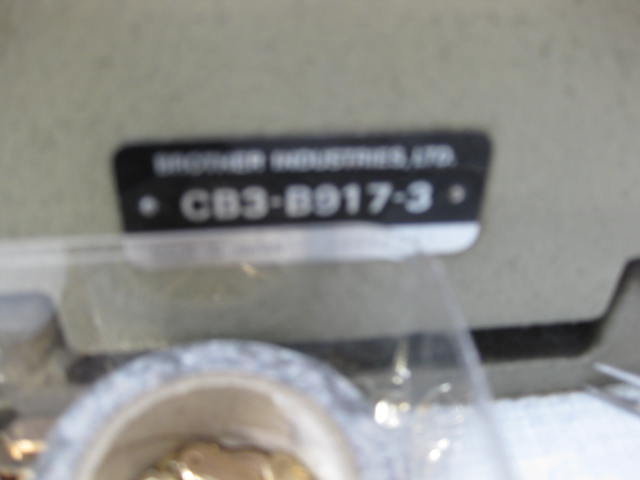 BROTHER INDUSTRIES, LTD.
CB3-B917-3